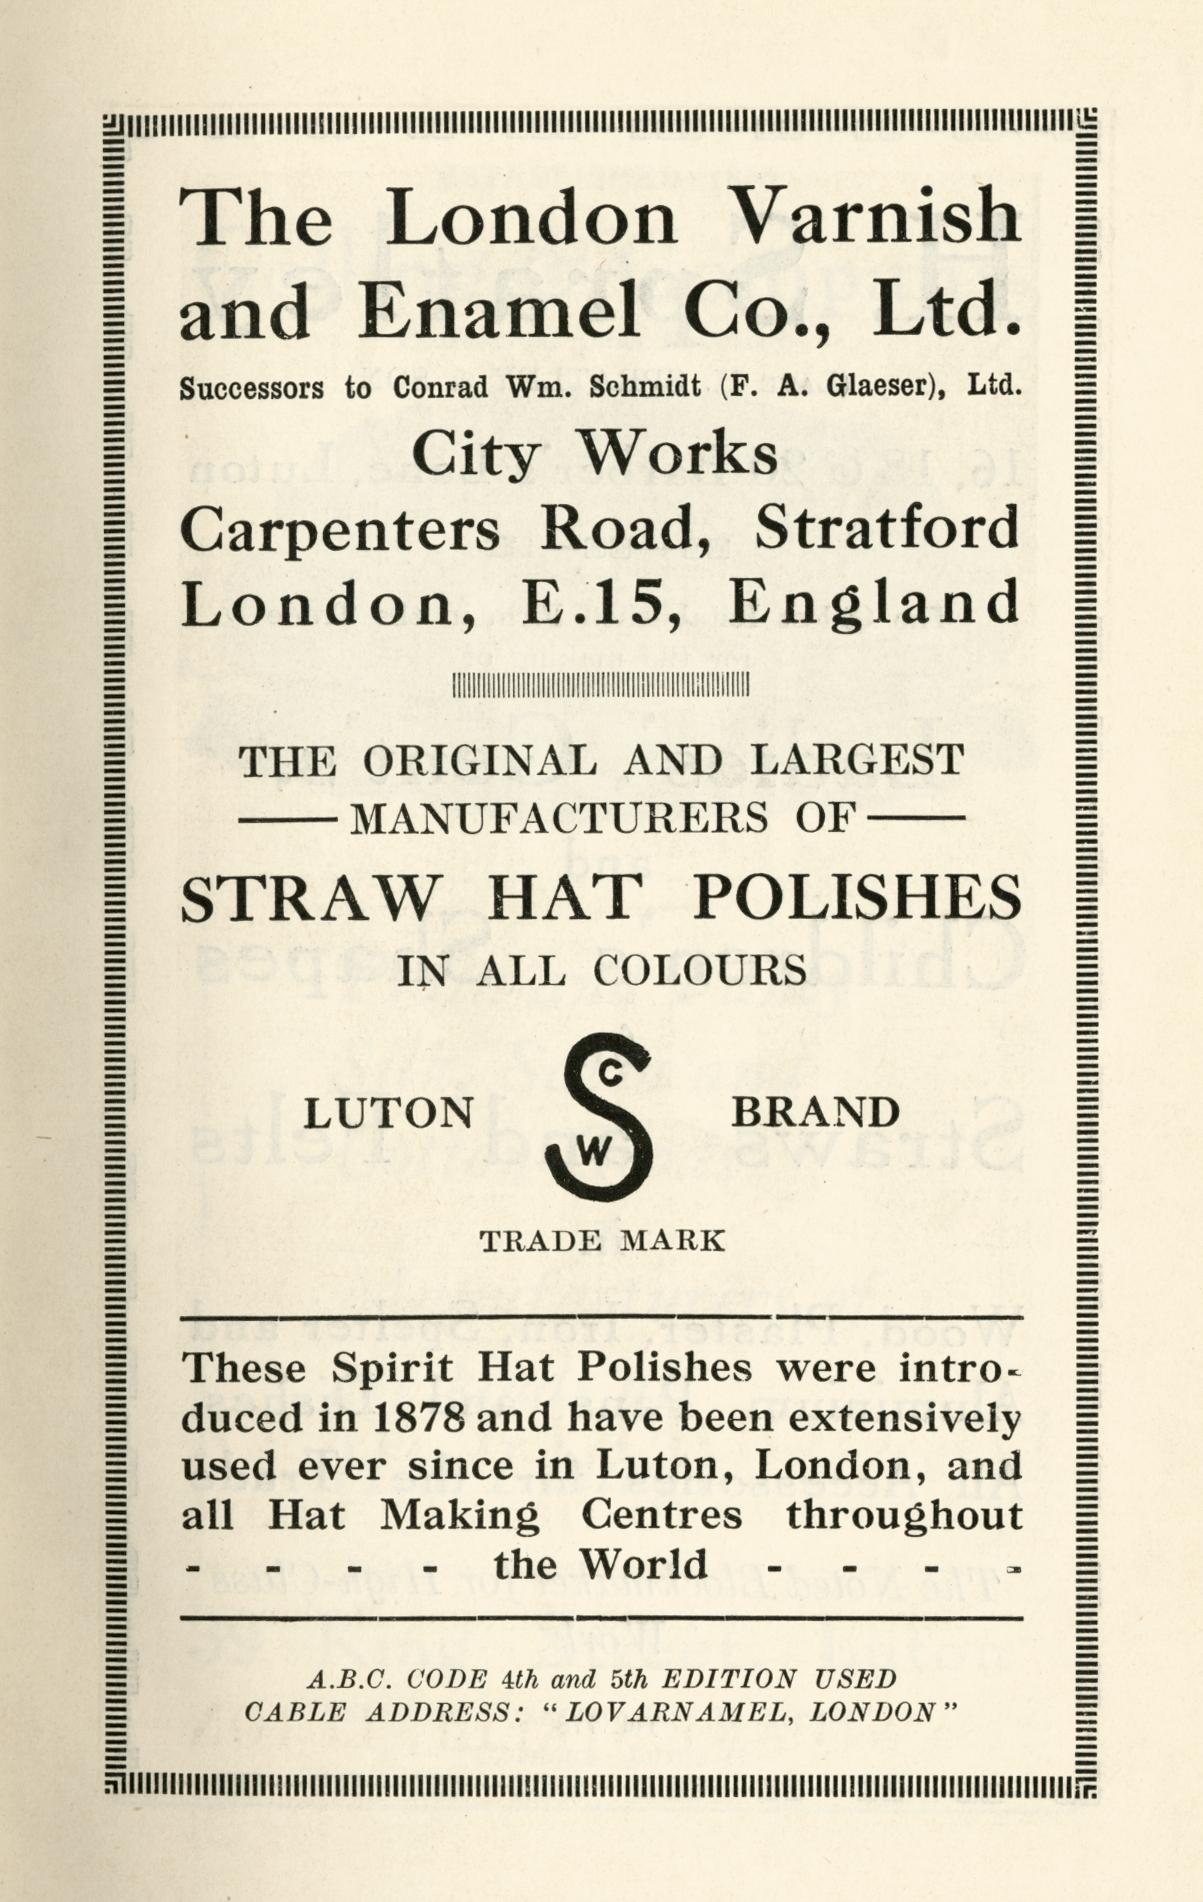 The London Varnish
and Enamel Co., Ltd.
Successors to Conrad Wm. Schmidt (F. A. Glaeser), Ltd.
City Works
Carpenters Road, Stratford
London, E.15, England
THE ORIGINAL AND LARGEST
MANUFACTURERS OF
STRAW HAT POLISHES
IN ALL COLOURS
LUTON S C W BRAND
TRADE MARK
These Spirit Hat Polishes were intro-
duced in 1878 and have been extensively
used ever since in Luton, London, and
all Hat Making Centres throughout
- - - - the World - - - -
A.B.C. CODE 4th and 5th EDITION USED
CABLE ADDRESS: “LOVARNAMEL, LONDON”